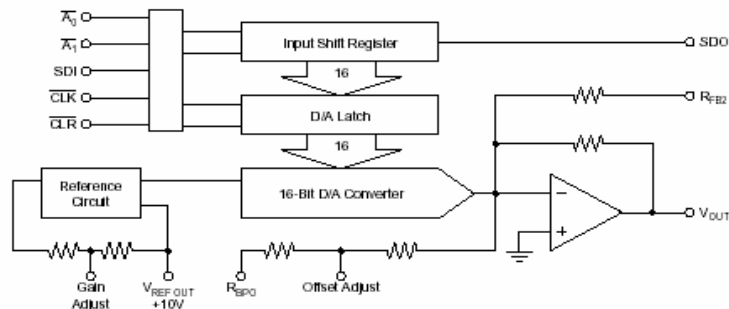 A0
A1
SDI
CLK
CLR
Input Shift Register
SDO
16
D/A Latch
RFB2
16
Reference
Circuit
16-Bit D/A Converter
−
+
VOUT
Gain
Adjust
VREF OUT
+10V
RBPO
Offset Adjust